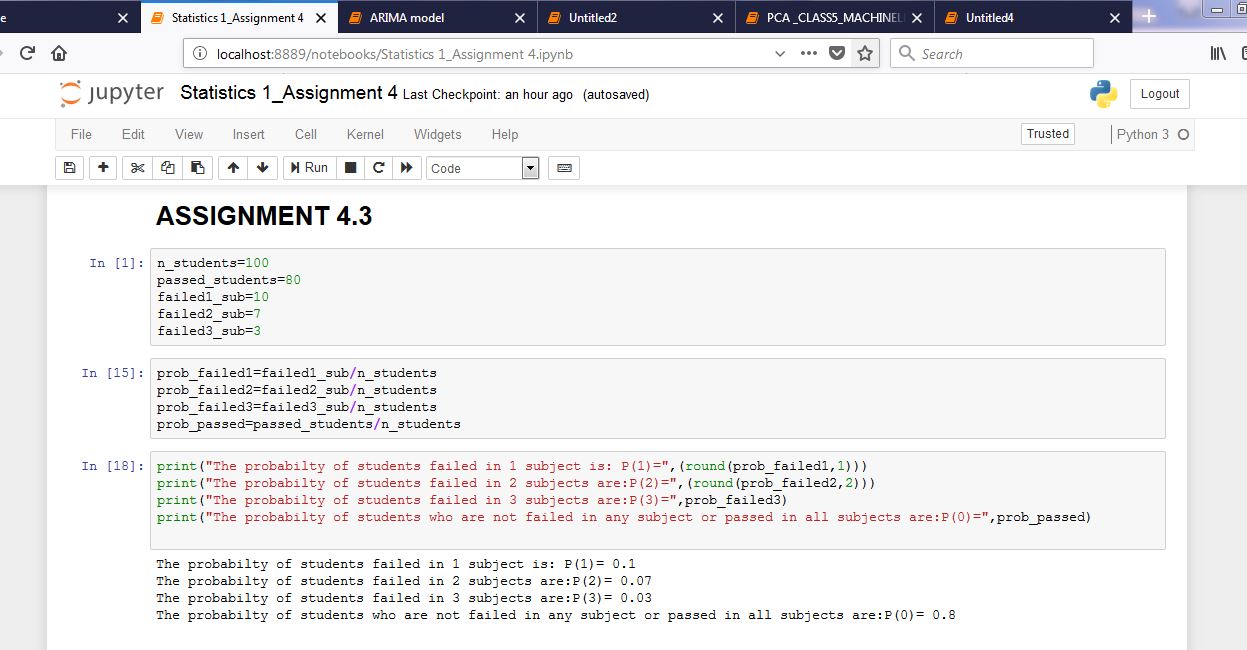 e
Statistics 1_Assignment 4
ARIMA model
Untitled2
PCA _CLASS5_MACHINEL
Untitled4
localhost:8889/notebooks/Statistics 1_Assignment 4.ipynb
Search
jupyter Statistics 1_Assignment 4 Last Checkpoint: an hour ago (autosaved)
Logout
File Edit View Insert Cell Kernel Widgets Help
Trusted
Python 3
Run
Code
ASSIGNMENT 4.3
In [1]:
n_students=100
passed_students=80
failed1_sub=10
failed2_sub=7
failed3_sub=3
In [15]:
prob_failed1=failed1_sub/n_students
prob_failed2=failed2_sub/n_students
prob_failed3=failed3_sub/n_students
prob_passed=passed_students/n_students
In [18]:
print("The probabilty of students failed in 1 subject is: P(1)=",(round(prob_failed1,1)))
print("The probabilty of students failed in 2 subjects are:P(2)=",(round(prob_failed2,2)))
print("The probabilty of students failed in 3 subjects are:P(3)=",prob_failed3)
print("The probabilty of students who are not failed in any subject or passed in all subjects are:P(0)=",prob_passed)
The probabilty of students failed in 1 subject is: P(1)= 0.1
The probabilty of students failed in 2 subjects are:P(2)= 0.07
The probabilty of students failed in 3 subjects are:P(3)= 0.03
The probabilty of students who are not failed in any subject or passed in all subjects are:P(0)= 0.8